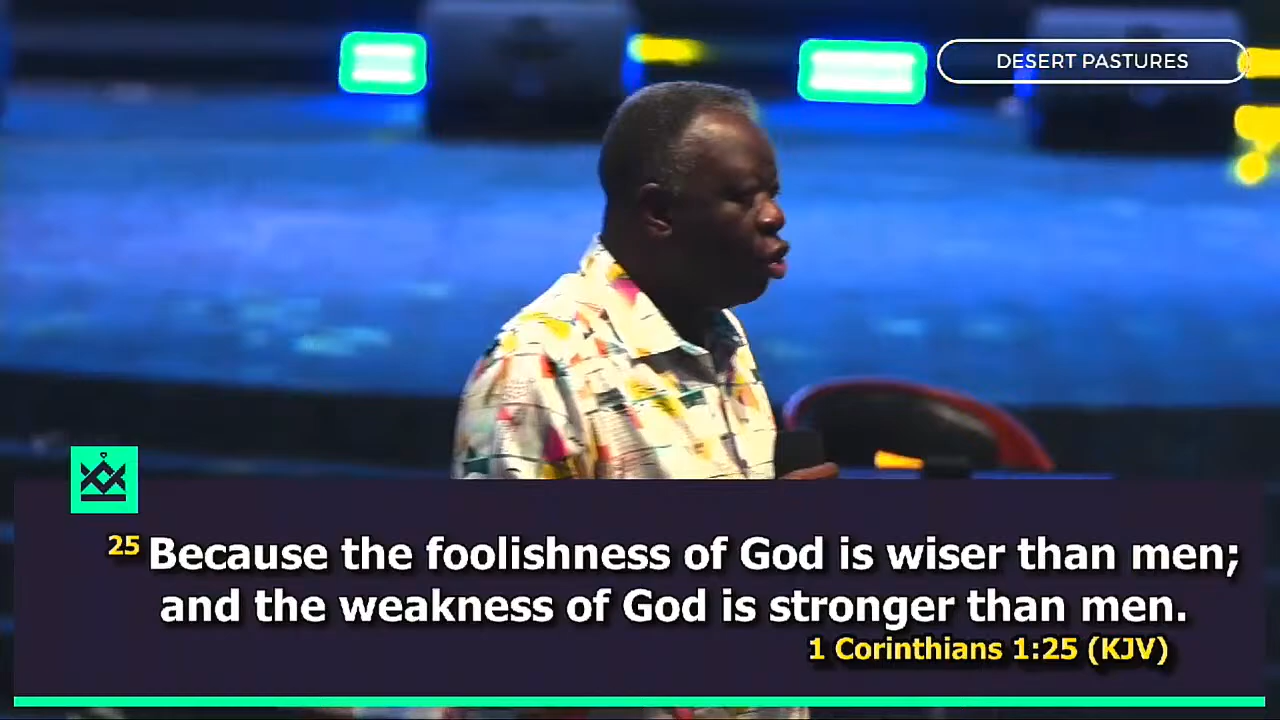 DESERT PASTURES
25 Because the foolishness of God is wiser than men;
and the weakness of God is stronger than men.
1 Corinthians 1:25 (KJV)